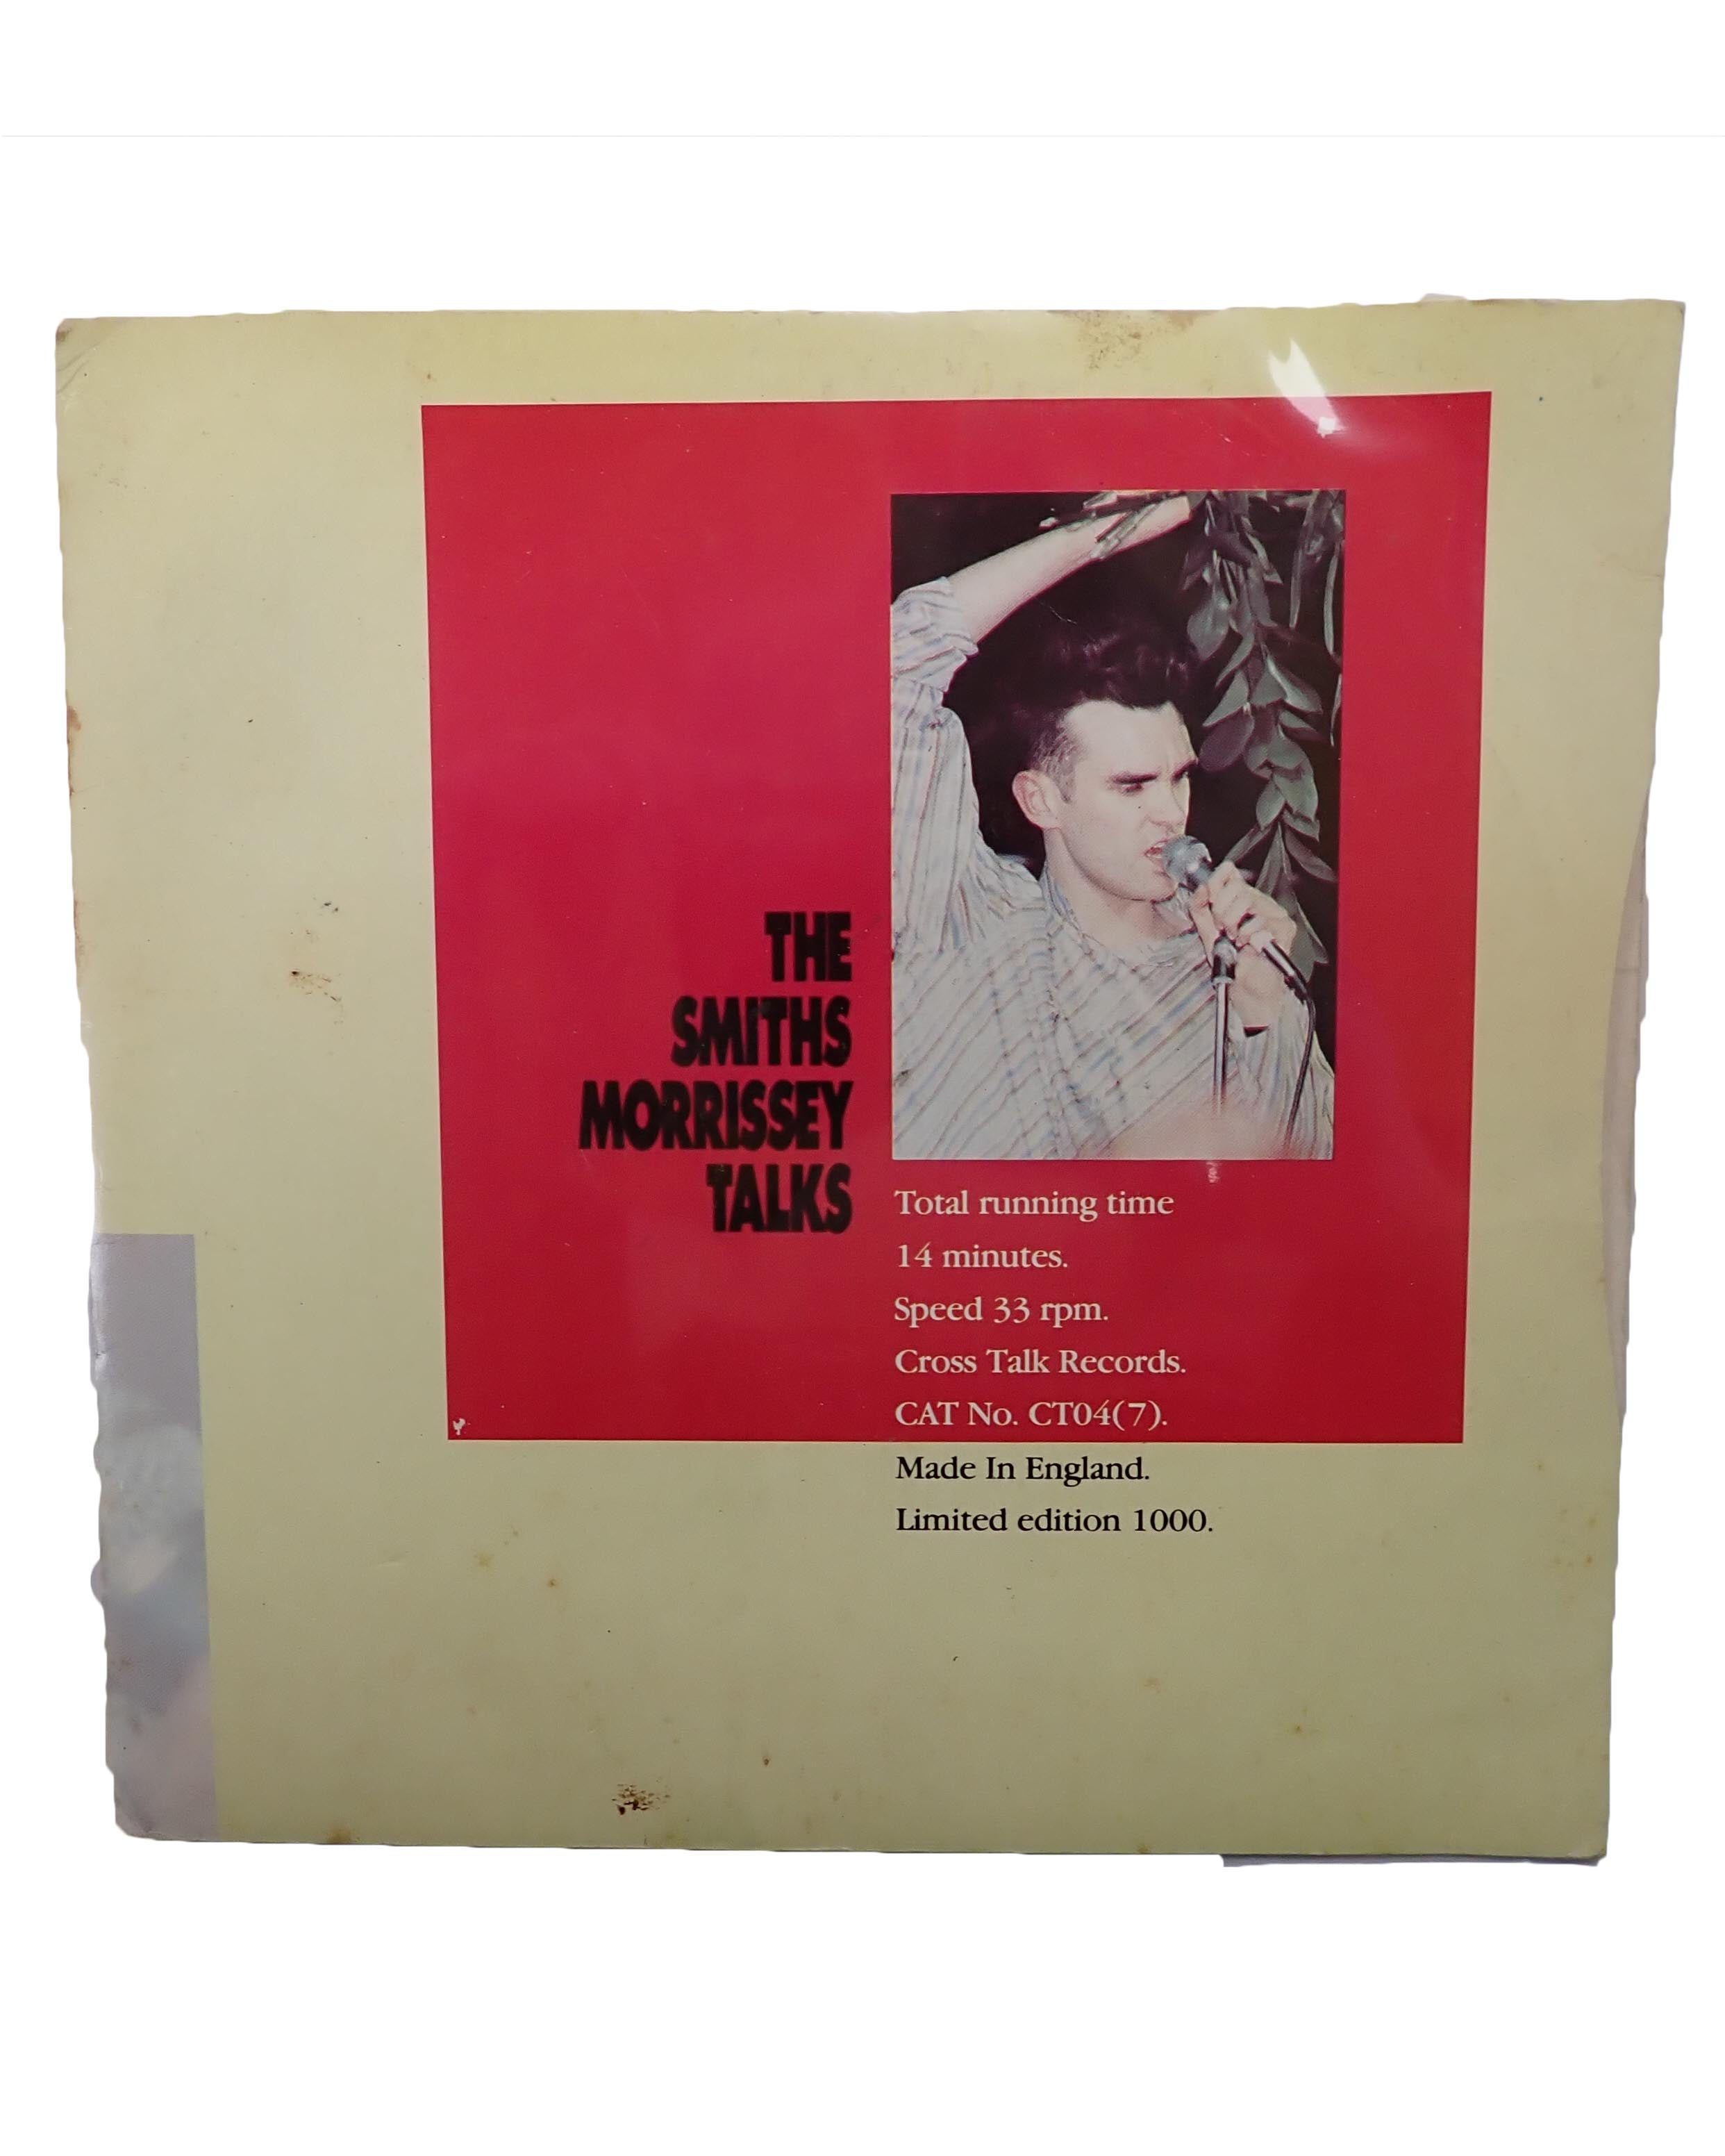 THE
SMITHS
MORRISSEY
TALKS
Total running time
14 minutes.
Speed 33 rpm.
Cross Talk Records.
CAT No. CT04(7).
Made In England.
Limited edition 1000.